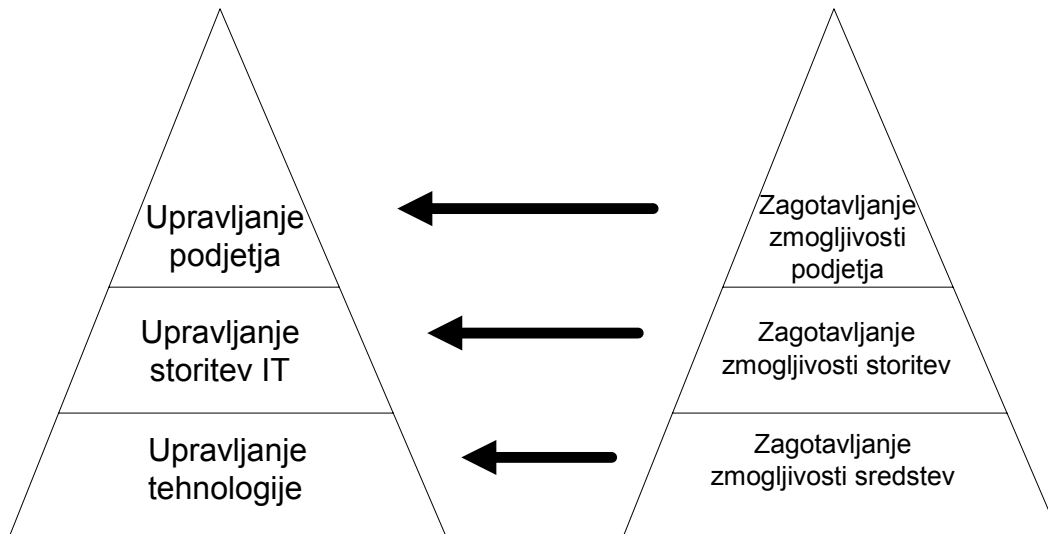 Upravljanje
podjetja
Upravljanje
storitev IT
Upravljanje
tehnologije
Zagotavljanje
zmogljivosti
podjetja
Zagotavljanje
zmogljivosti storitev
Zagotavljanje
zmogljivosti sredstev